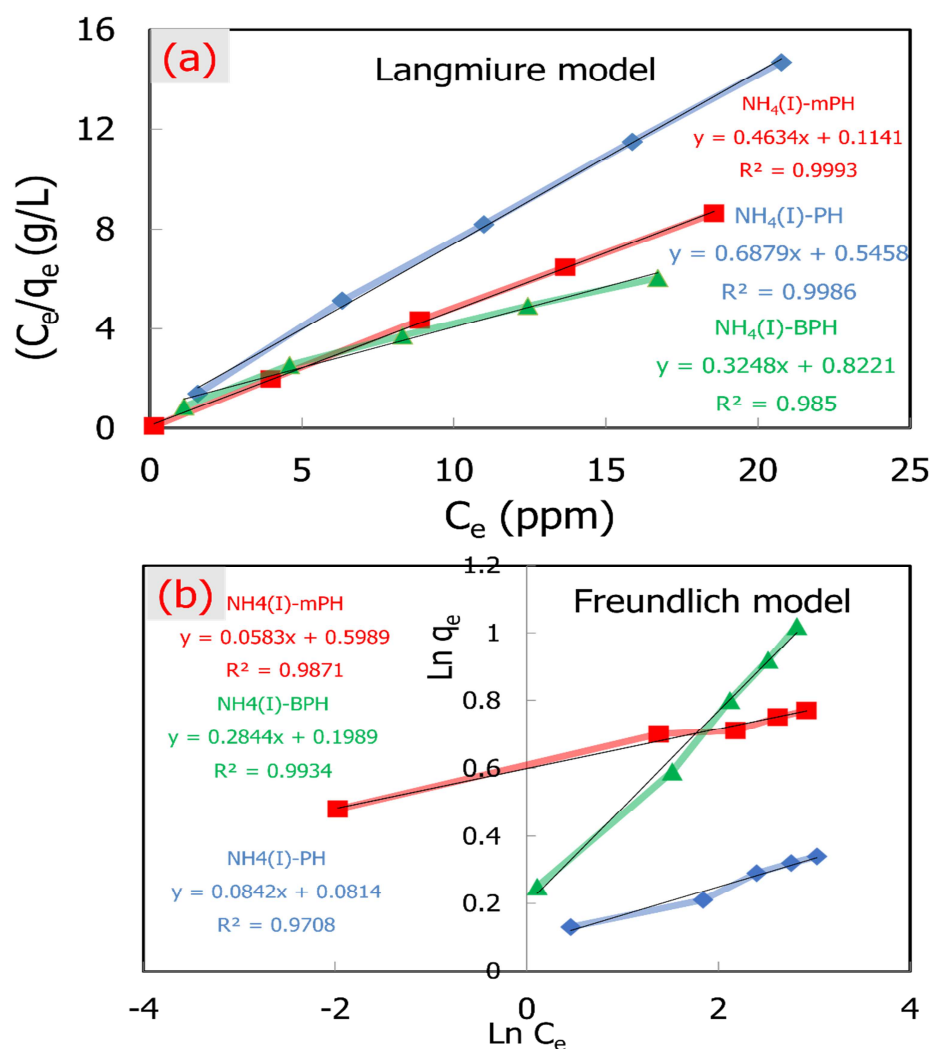 (a)
Langmiure model
(Cₑ/qₑ (g/L)
16
12
8
4
0
NH₄(I)-mPH
y = 0.4634x + 0.1141
R² = 0.9993
NH₄(I)-PH
y = 0.6879x + 0.5458
R² = 0.9986
NH₄(I)-BPH
y = 0.3248x + 0.8221
R² = 0.985
0 5 10 15 20 25
Cₑ (ppm)
(b)
Freundlich model
NH4(I)-mPH
y = 0.0583x + 0.5989
R² = 0.9871
NH4(I)-BPH
y = 0.2844x + 0.1989
R² = 0.9934
NH4(I)-PH
y = 0.0842x + 0.0814
R² = 0.9708
Ln qₑ
1.2
1
0.8
0.6
0.4
0.2
0
-4 -2 0 2 4
Ln Cₑ